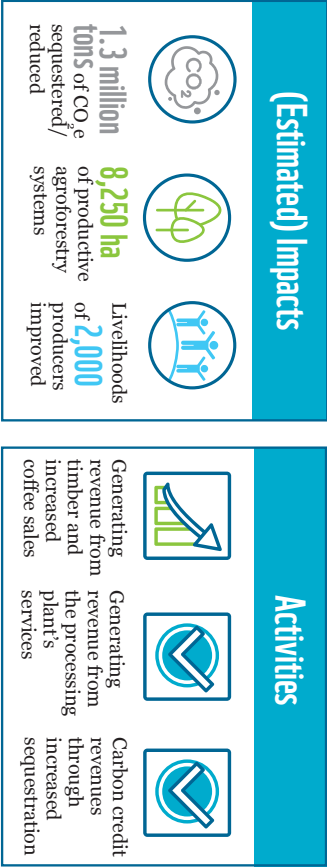 (Estimated) Impacts
CO₂
1.3 million
tons of CO₂e
sequestered/
reduced
8,250 ha
of productive
agroforestry
systems
Livelihoods
of 2,000
producers
improved
Activities
Generating
revenue from
timber and
increased
coffee sales
Generating
revenue from
the processing
plant's
services
Carbon credit
revenues
through
increased
sequestration